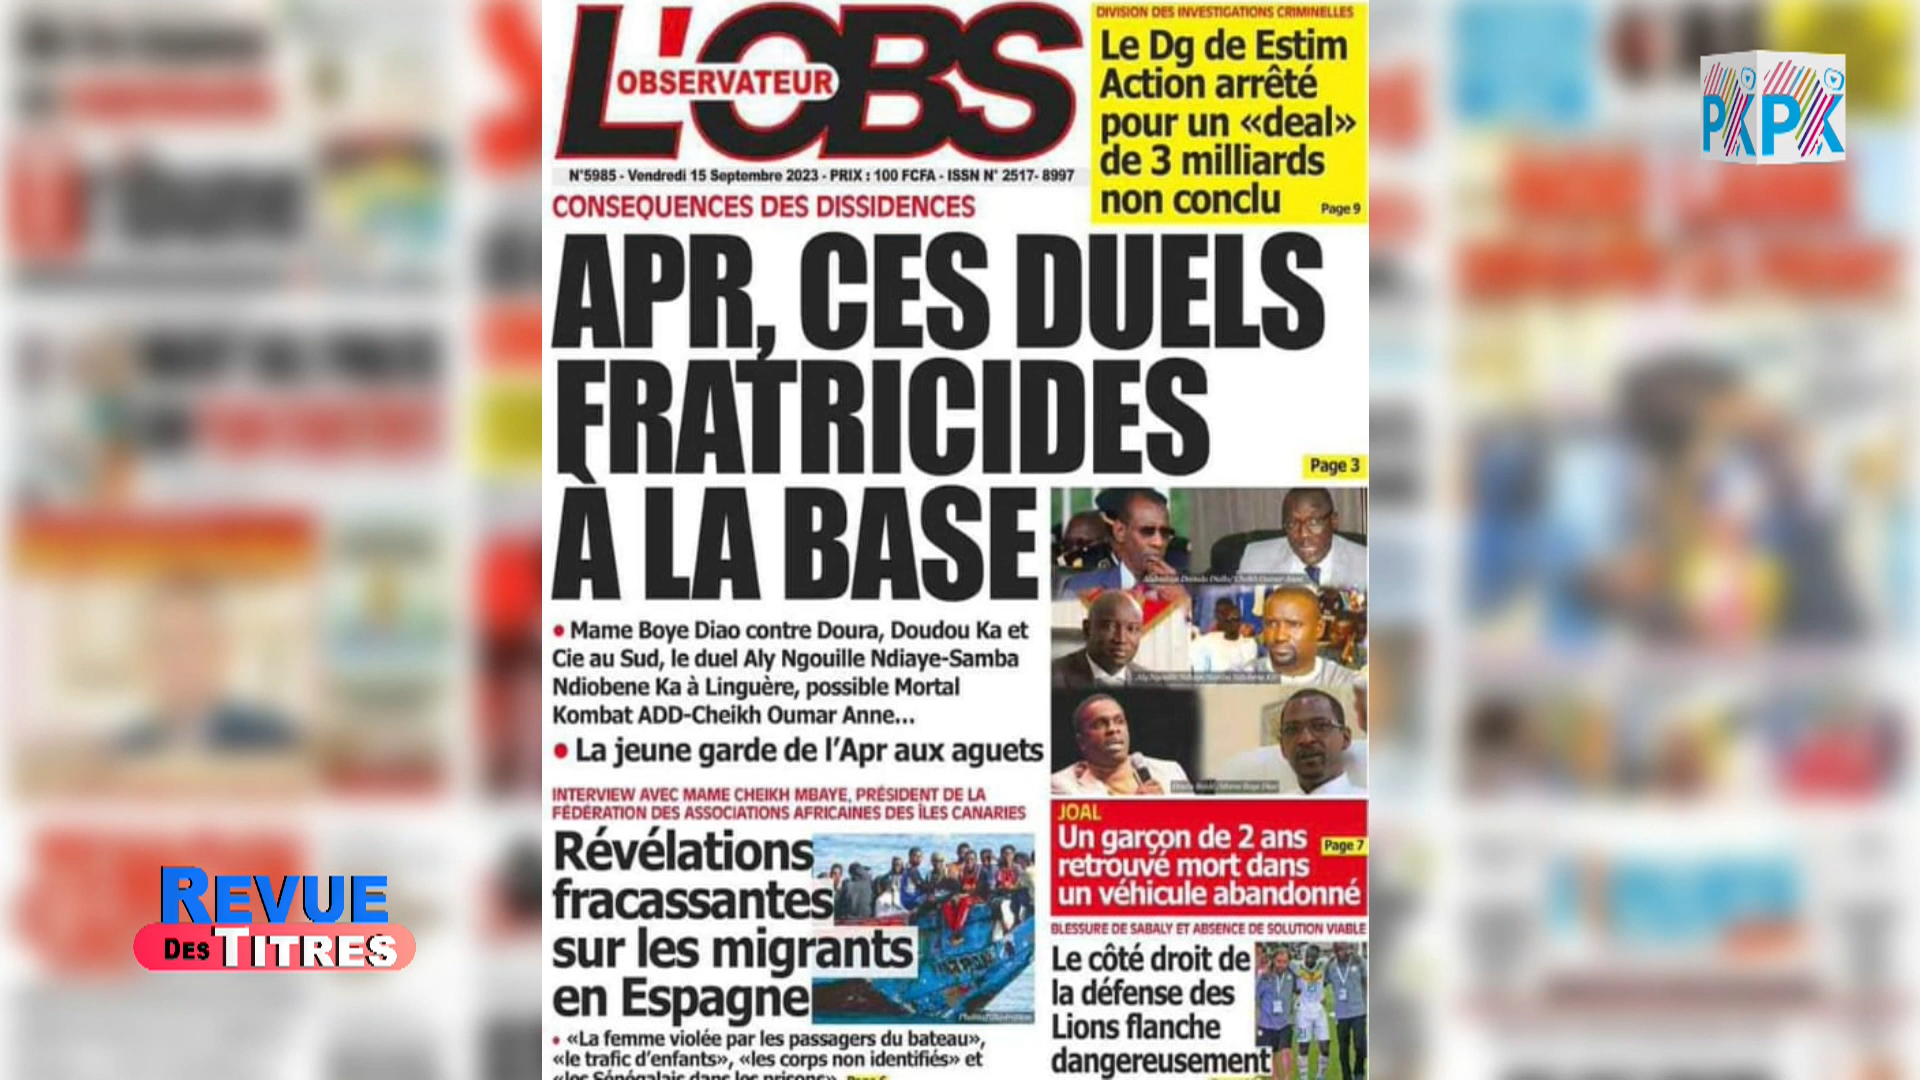 L'OBS
OBSERVATEUR
N°5985 - Vendredi 15 Septembre 2023 - PRIX : 100 FCFA - ISSN N° 2517- 8997
DIVISION DES INVESTIGATIONS CRIMINELLES
Le Dg de Estim
Action arrêté
pour un «deal»
de 3 milliards
non conclu
Page 9
CONSEQUENCES DES DISSIDENCES
APR, CES DUELS
FRATRICIDES
À LA BASE
Page 3
• Mame Boye Diao contre Doura, Doudou Ka et
Cie au Sud, le duel Aly Ngouille Ndiaye-Samba
Ndiobene Ka à Linguère, possible Mortal
Kombat ADD-Cheikh Oumar Anne...
• La jeune garde de l'Apr aux aguets
INTERVIEW AVEC MAME CHEIKH MBAYE, PRÉSIDENT DE LA
FÉDÉRATION DES ASSOCIATIONS AFRICAINES DES ÎLES CANARIES
Révélations
fracassantes
sur les migrants
en Espagne
• «La femme violée par les passagers du bateau»,
«le trafic d'enfants», «les corps non identifiés» et
«les Sénégalais dans les prisons»
JOAL
Un garçon de 2 ans
retrouvé mort dans
un véhicule abandonné
Page 7
BLESSURE DE SABALY ET ABSENCE DE SOLUTION VIABLE
Le côté droit de
la défense des
Lions flanche
dangereusement
REVUE
DES TITRES